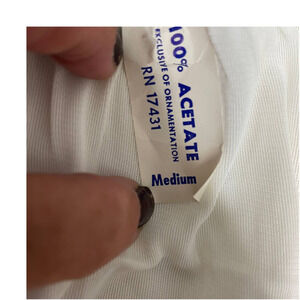 100% ACETATE
EXCLUSIVE OF ORNAMENTATION
RN 17431
Medium